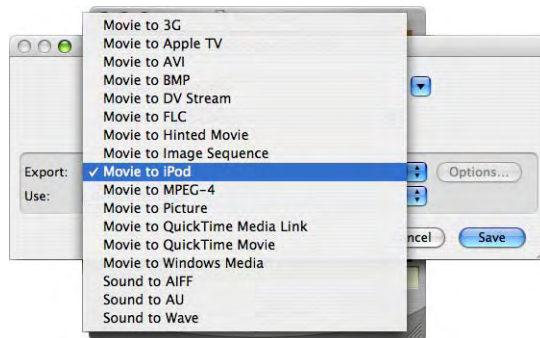 Movie to 3G
Movie to Apple TV
Movie to AVI
Movie to BMP
Movie to DV Stream
Movie to FLC
Movie to Hinted Movie
Movie to Image Sequence
Export: ✓ Movie to iPod Options...
Movie to MPEG-4
Use:
Movie to Picture
Movie to QuickTime Media Link
Movie to QuickTime Movie
ncel Save
Movie to Windows Media
Sound to AIFF
Sound to AU
Sound to Wave